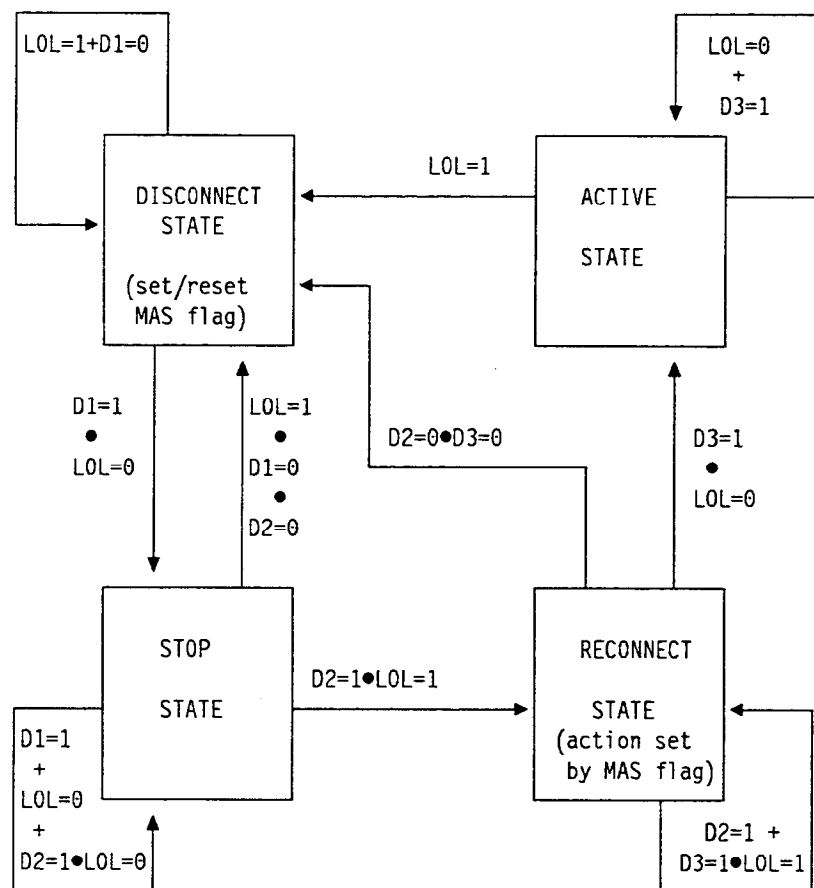 LOL=1+D1=0
LOL=0
+
D3=1
DISCONNECT
STATE
(set/reset
MAS flag)
LOL=1
ACTIVE
STATE
D1=1
●
LOL=0
LOL=1
●
D1=0
●
D2=0
D2=0●D3=0
D3=1
●
LOL=0
STOP
STATE
D2=1●LOL=1
RECONNECT
STATE
(action set
by MAS flag)
D1=1
+
LOL=0
+
D2=1●LOL=0
D2=1 +
D3=1●LOL=1